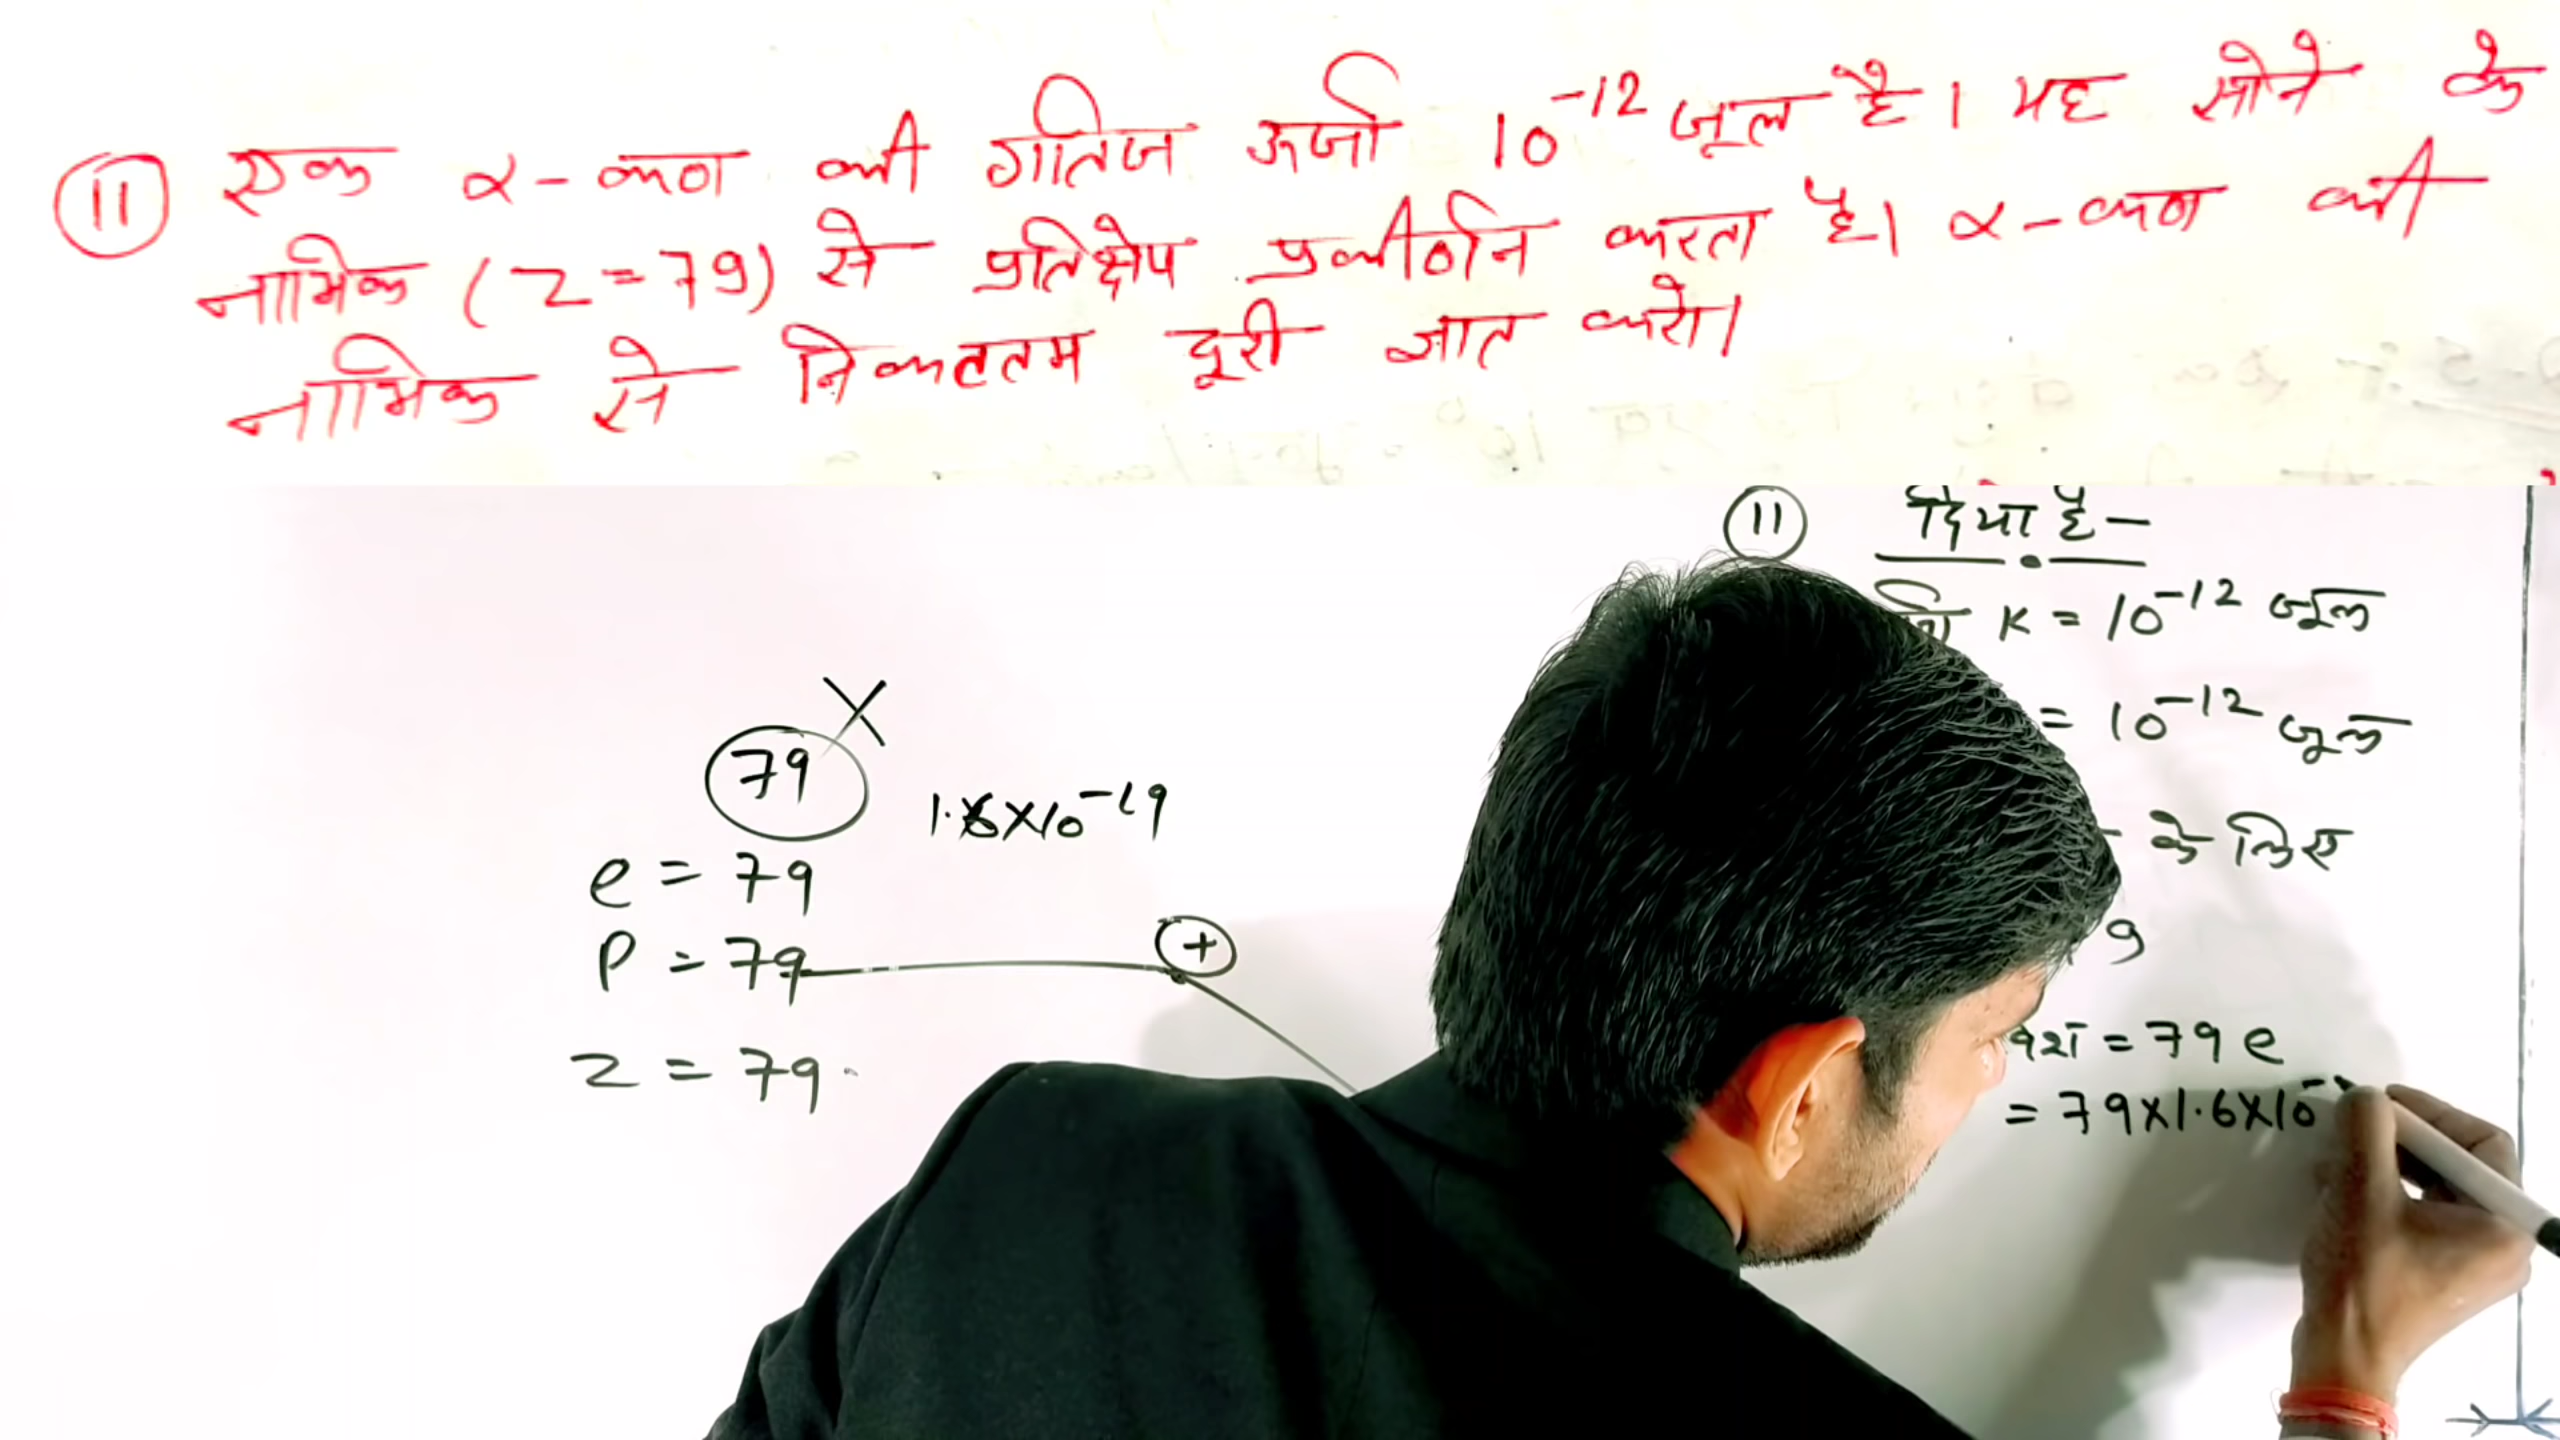 11 एक α-कण की गतिज ऊर्जा 10⁻¹² जूल है। यह सोने के
नाभिक (Z=79) से प्रतिक्षेप प्रकीर्णन करता है। α-कण की
नाभिक से निकटतम दूरी ज्ञात करो।
X
79
1.6×10⁻¹⁹
e = 79
P = 79
+
Z = 79
11 दिया है—
K = 10⁻¹² जूल
= 10⁻¹² जूल
के लिए
9
= 79 e
= 79×1.6×10⁻